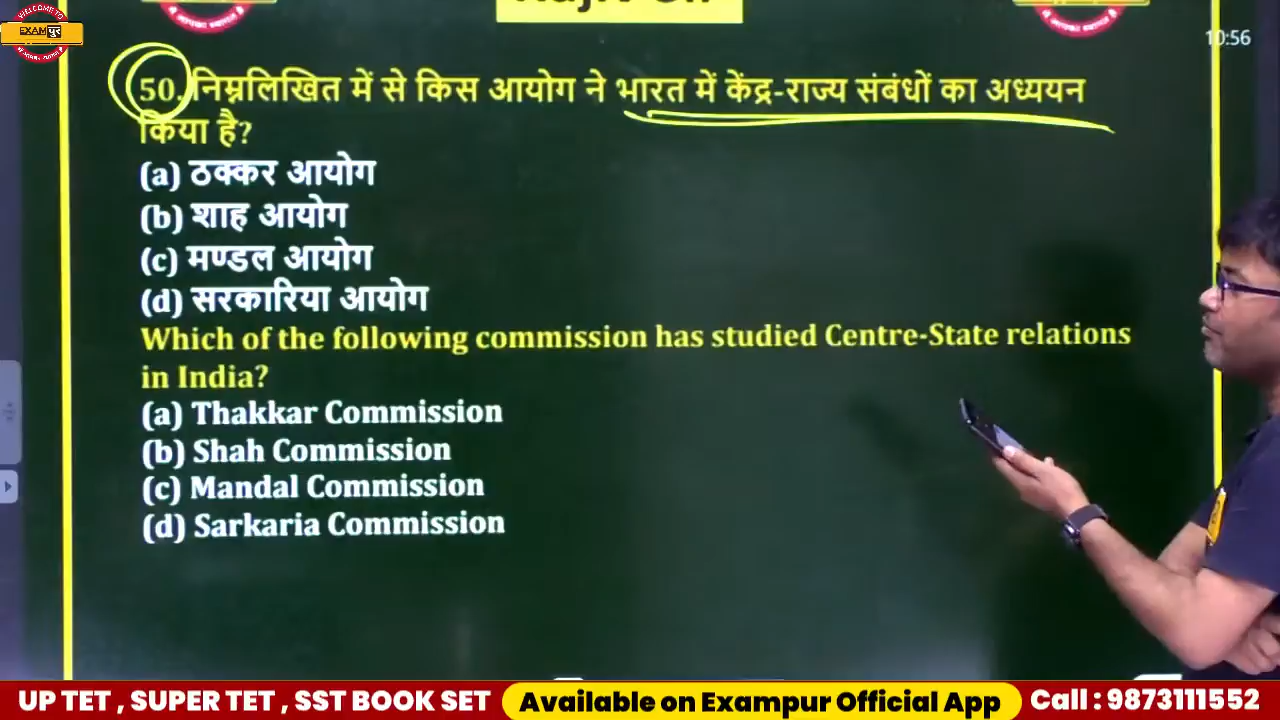 WELCOME TO
EXAM पुर
10:56
50. निम्नलिखित में से किस आयोग ने भारत में केंद्र-राज्य संबंधों का अध्ययन
किया है?
(a) ठक्कर आयोग
(b) शाह आयोग
(c) मण्डल आयोग
(d) सरकारिया आयोग
Which of the following commission has studied Centre-State relations
in India?
(a) Thakkar Commission
(b) Shah Commission
(c) Mandal Commission
(d) Sarkaria Commission
UP TET , SUPER TET , SST BOOK SET Available on Exampur Official App Call : 9873111552